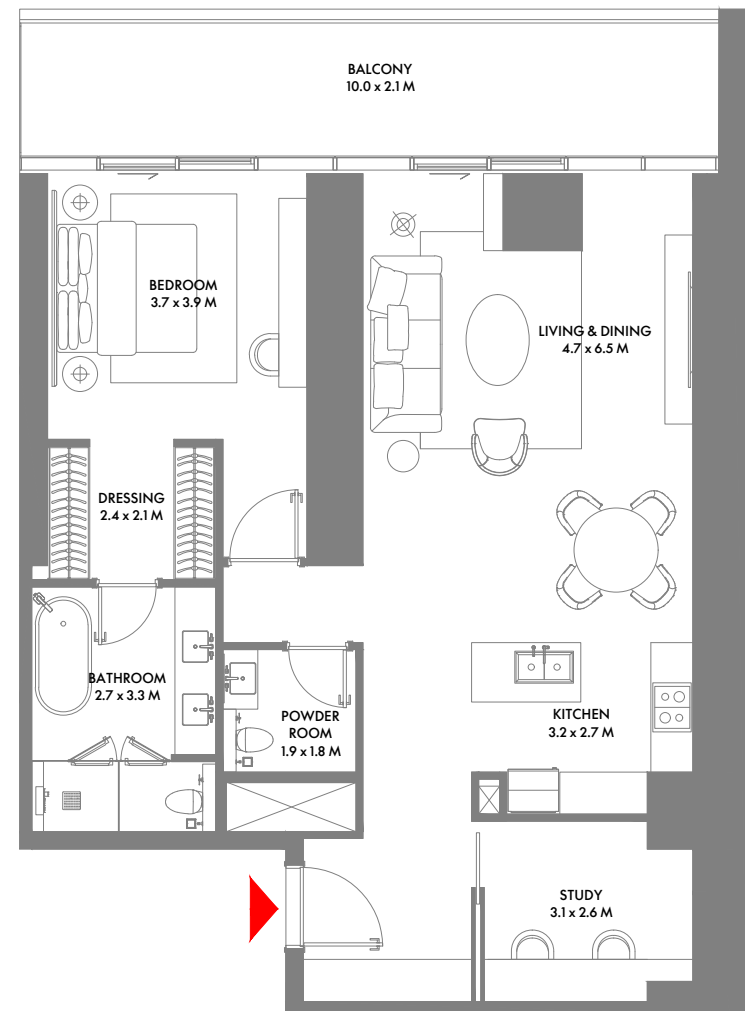 BALCONY
10.0 x 2.1 M
BEDROOM
3.7 x 3.9 M
LIVING & DINING
4.7 x 6.5 M
DRESSING
2.4 x 2.1 M
BATHROOM
2.7 x 3.3 M
POWDER
ROOM
1.9 x 1.8 M
KITCHEN
3.2 x 2.7 M
STUDY
3.1 x 2.6 M